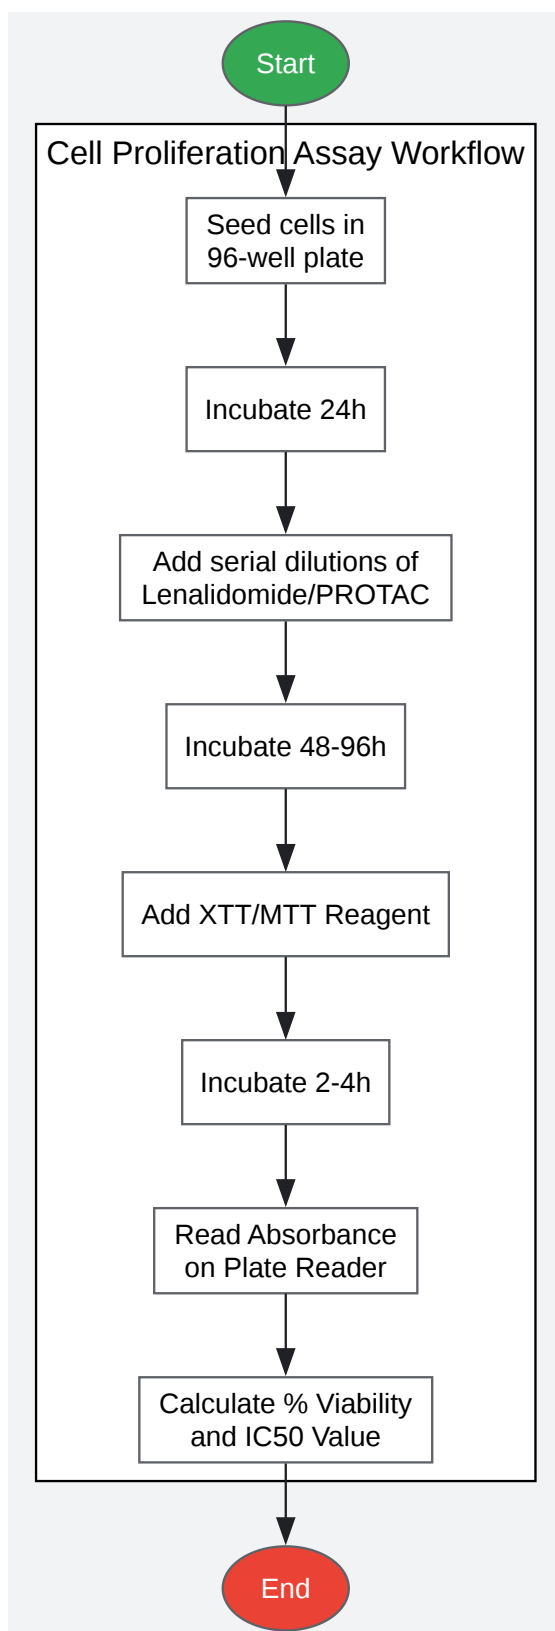 Start
Cell Proliferation Assay Workflow
Seed cells in
96-well plate
Incubate 24h
Add serial dilutions of
Lenalidomide/PROTAC
Incubate 48-96h
Add XTT/MTT Reagent
Incubate 2-4h
Read Absorbance
on Plate Reader
Calculate % Viability
and IC50 Value
End